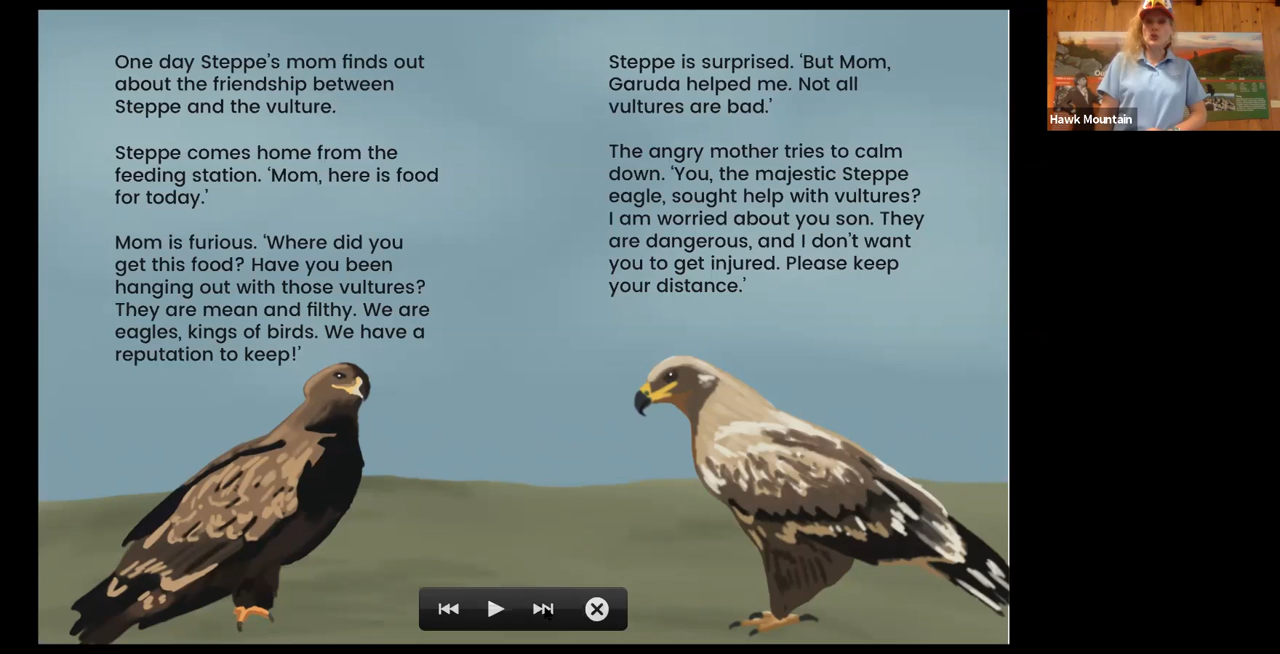 One day Steppe's mom finds out
about the friendship between
Steppe and the vulture.
Steppe comes home from the
feeding station. 'Mom, here is food
for today.'
Mom is furious. 'Where did you
get this food? Have you been
hanging out with those vultures?
They are mean and filthy. We are
eagles, kings of birds. We have a
reputation to keep!'
Steppe is surprised. 'But Mom,
Garuda helped me. Not all
vultures are bad.'
The angry mother tries to calm
down. 'You, the majestic Steppe
eagle, sought help with vultures?
I am worried about you son. They
are dangerous, and I don't want
you to get injured. Please keep
your distance.'
Hawk Mountain